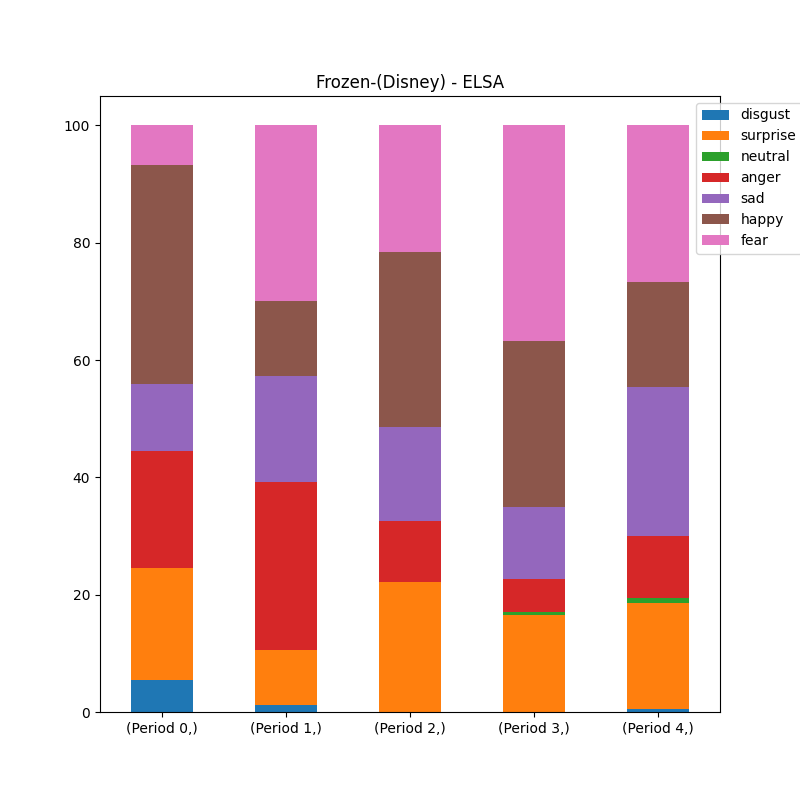 Frozen-(Disney) - ELSA
disgust
surprise
neutral
anger
sad
happy
fear
100
80
60
40
20
0
(Period 0,) (Period 1,) (Period 2,) (Period 3,) (Period 4,)